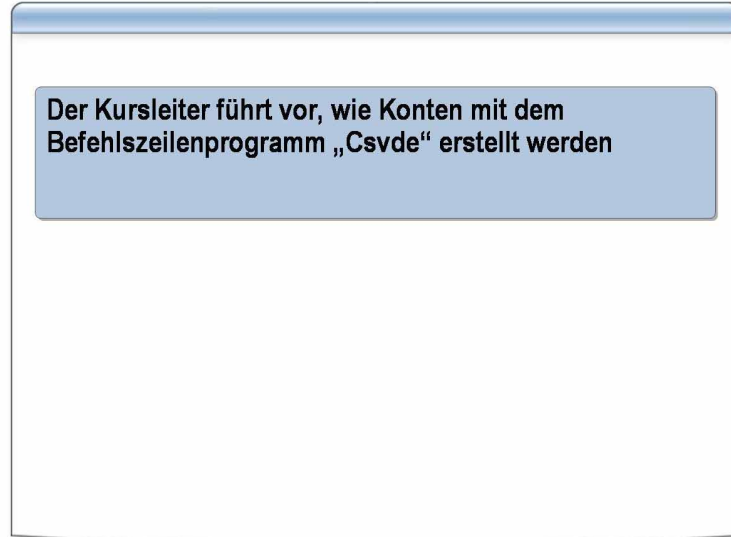 Der Kursleiter führt vor, wie Konten mit dem
Befehlszeilenprogramm „Csvde“ erstellt werden